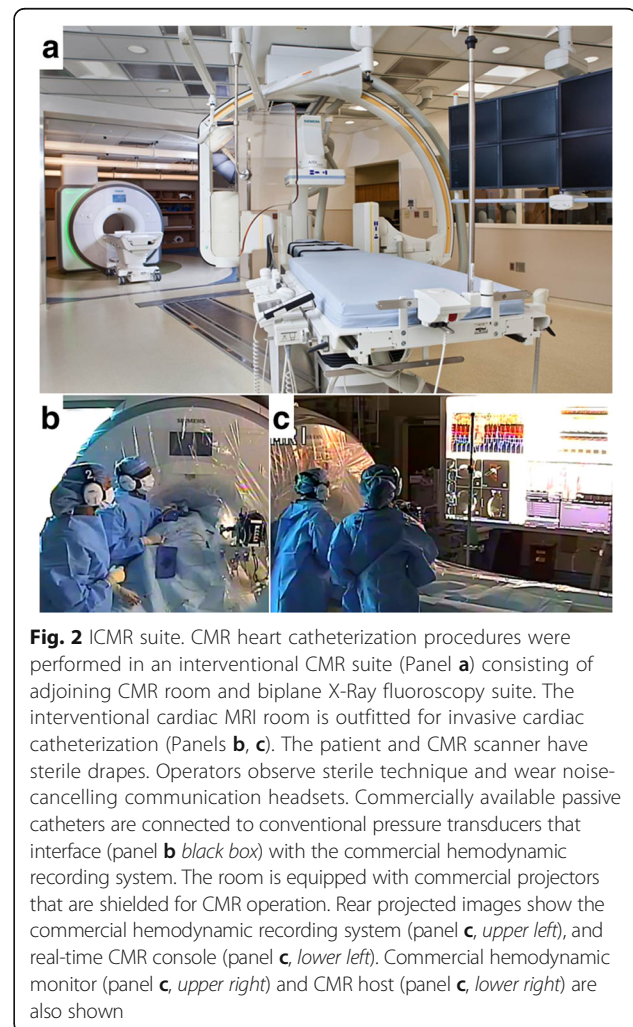 a
SIEMENS
b
c
SIEMENS
MRI
2
Fig. 2 ICMR suite. CMR heart catheterization procedures were
performed in an interventional CMR suite (Panel a) consisting of
adjoining CMR room and biplane X-Ray fluoroscopy suite. The
interventional cardiac MRI room is outfitted for invasive cardiac
catheterization (Panels b, c). The patient and CMR scanner have
sterile drapes. Operators observe sterile technique and wear noise-
cancelling communication headsets. Commercially available passive
catheters are connected to conventional pressure transducers that
interface (panel b black box) with the commercial hemodynamic
recording system. The room is equipped with commercial projectors
that are shielded for CMR operation. Rear projected images show the
commercial hemodynamic recording system (panel c, upper left), and
real-time CMR console (panel c, lower left). Commercial hemodynamic
monitor (panel c, upper right) and CMR host (panel c, lower right) are
also shown